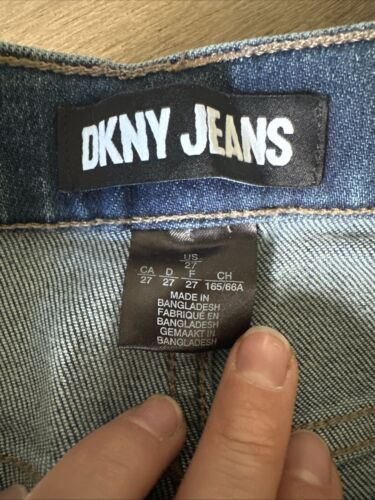 DKNY JEANS
US
27
CA D F CH
27 27 27 165/66A
MADE IN
BANGLADESH
FABRIQUÉ EN
BANGLADESH
GEMAAKT IN
BANGLADESH